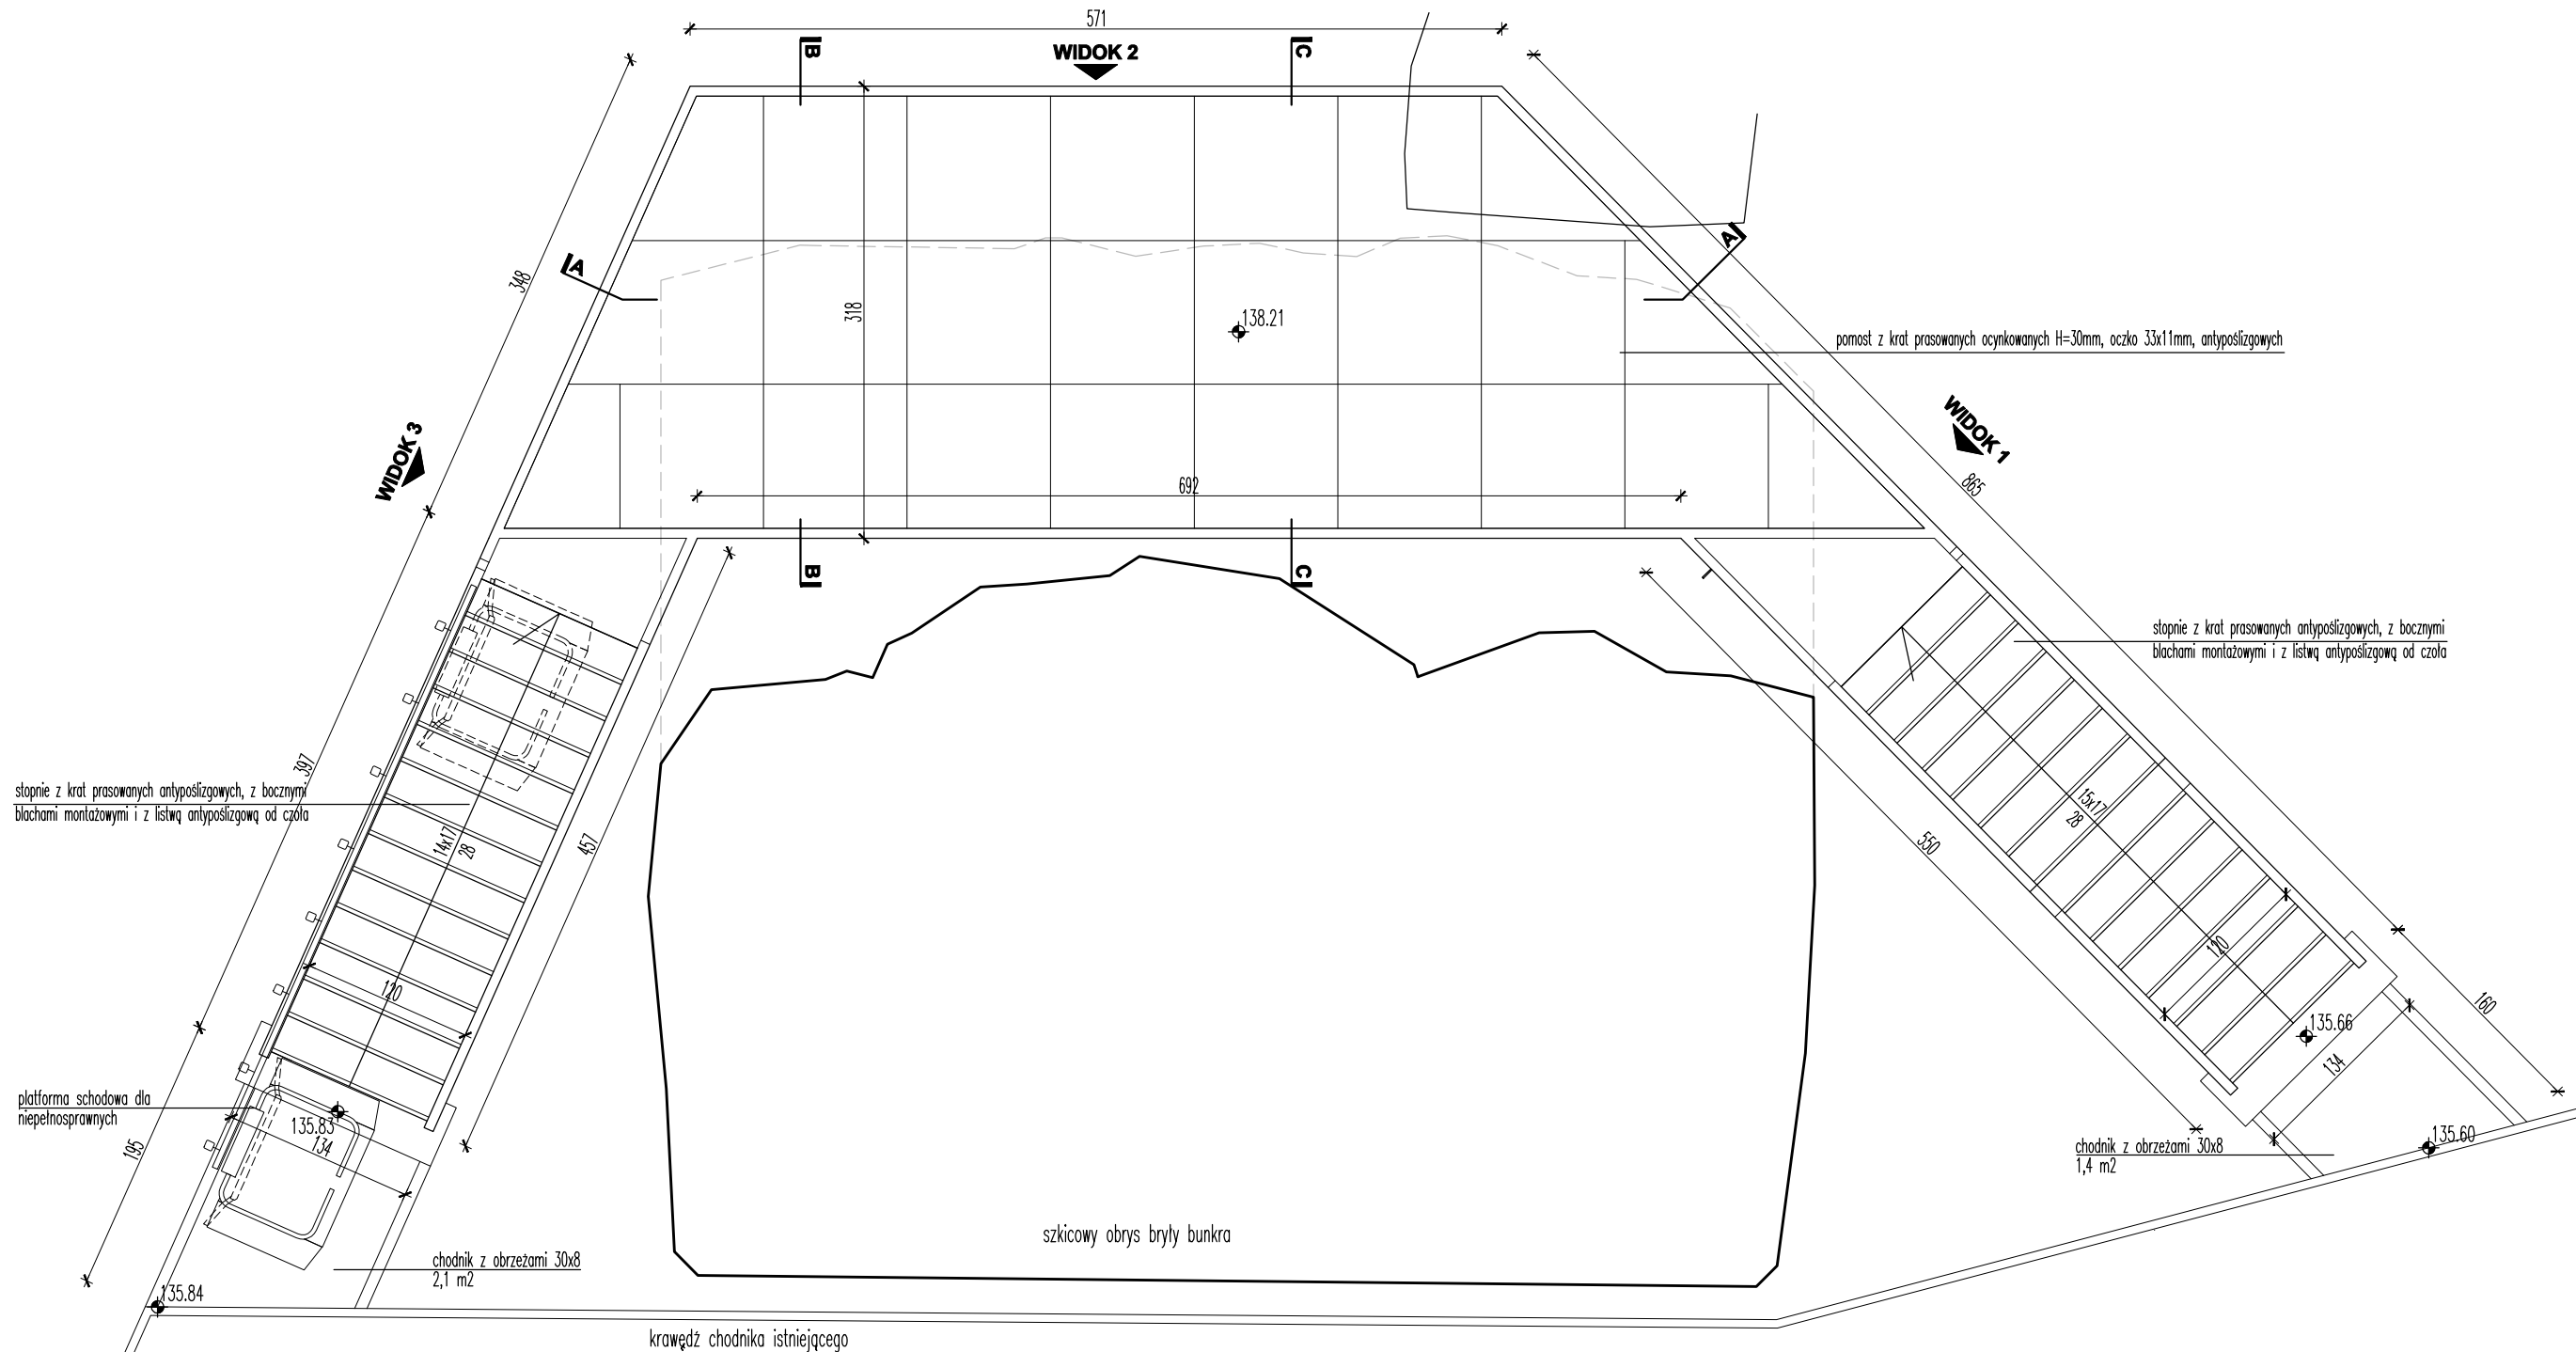 571
B
WIDOK 2
C
A
A
348
318
138.21
pomost z krat prasowanych ocynkowanych H=30mm, oczko 33x11mm, antypoślizgowych
WIDOK 3
WIDOK 1
692
865
B
C
stopnie z krat prasowanych antypoślizgowych, z bocznymi
blachami montażowymi i z listwą antypoślizgową od czoła
397
stopnie z krat prasowanych antypoślizgowych, z bocznymi
blachami montażowymi i z listwą antypoślizgową od czoła
14x17
28
457
15x17
28
550
120
120
160
135.66
134
platforma schodowa dla
niepełnosprawnych
135.83
134
195
135.60
chodnik z obrzeżami 30x8
1,4 m2
szkicowy obrys bryły bunkra
chodnik z obrzeżami 30x8
2,1 m2
135.84
krawędź chodnika istniejącego